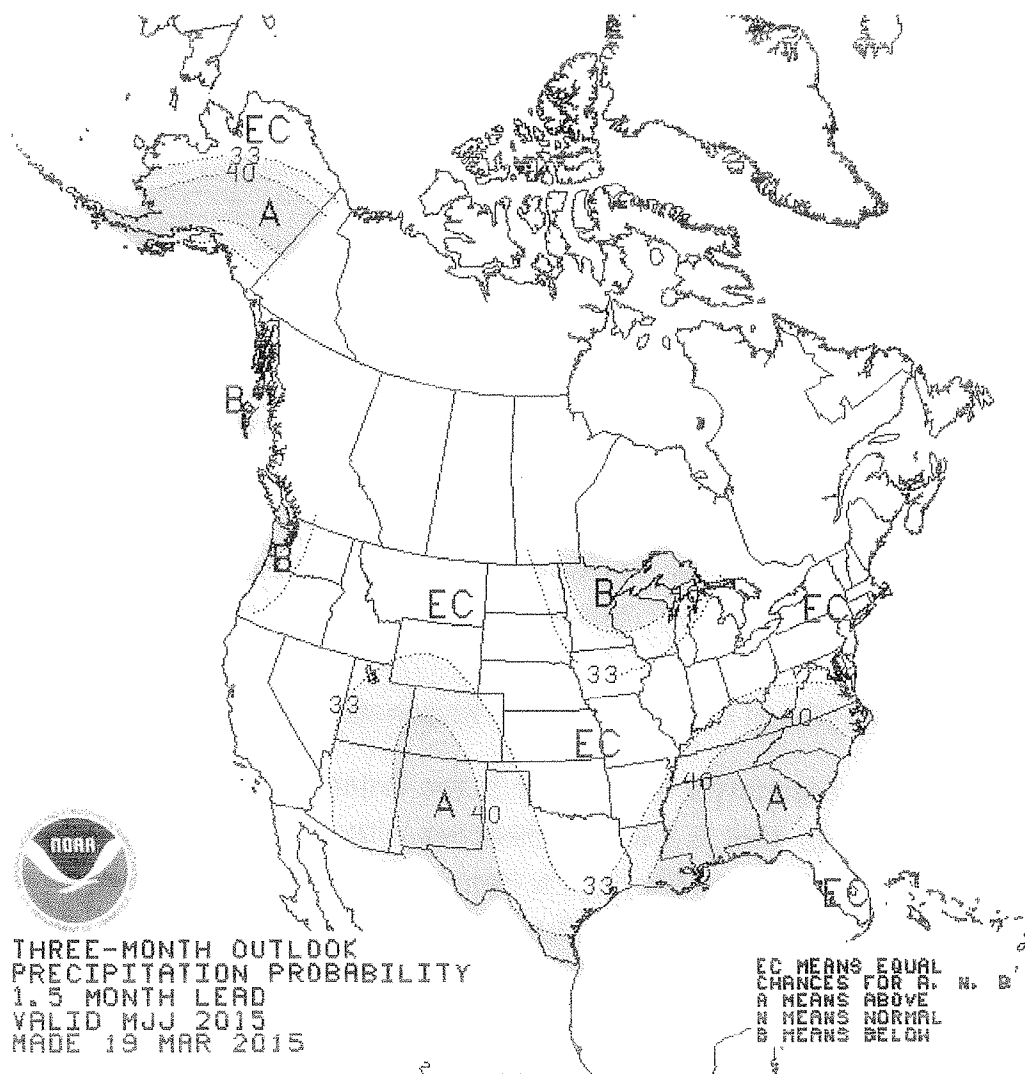 EC
33
40
A
B
B
EC
B
40
EC
33
33
40
EC
40
A
40
A
33
EC
NOAA
THREE-MONTH OUTLOOK
PRECIPITATION PROBABILITY
1.5 MONTH LEAD
VALID MJJ 2015
MADE 19 MAR 2015
EC MEANS EQUAL
CHANCES FOR A, N, B
A MEANS ABOVE
N MEANS NORMAL
B MEANS BELOW